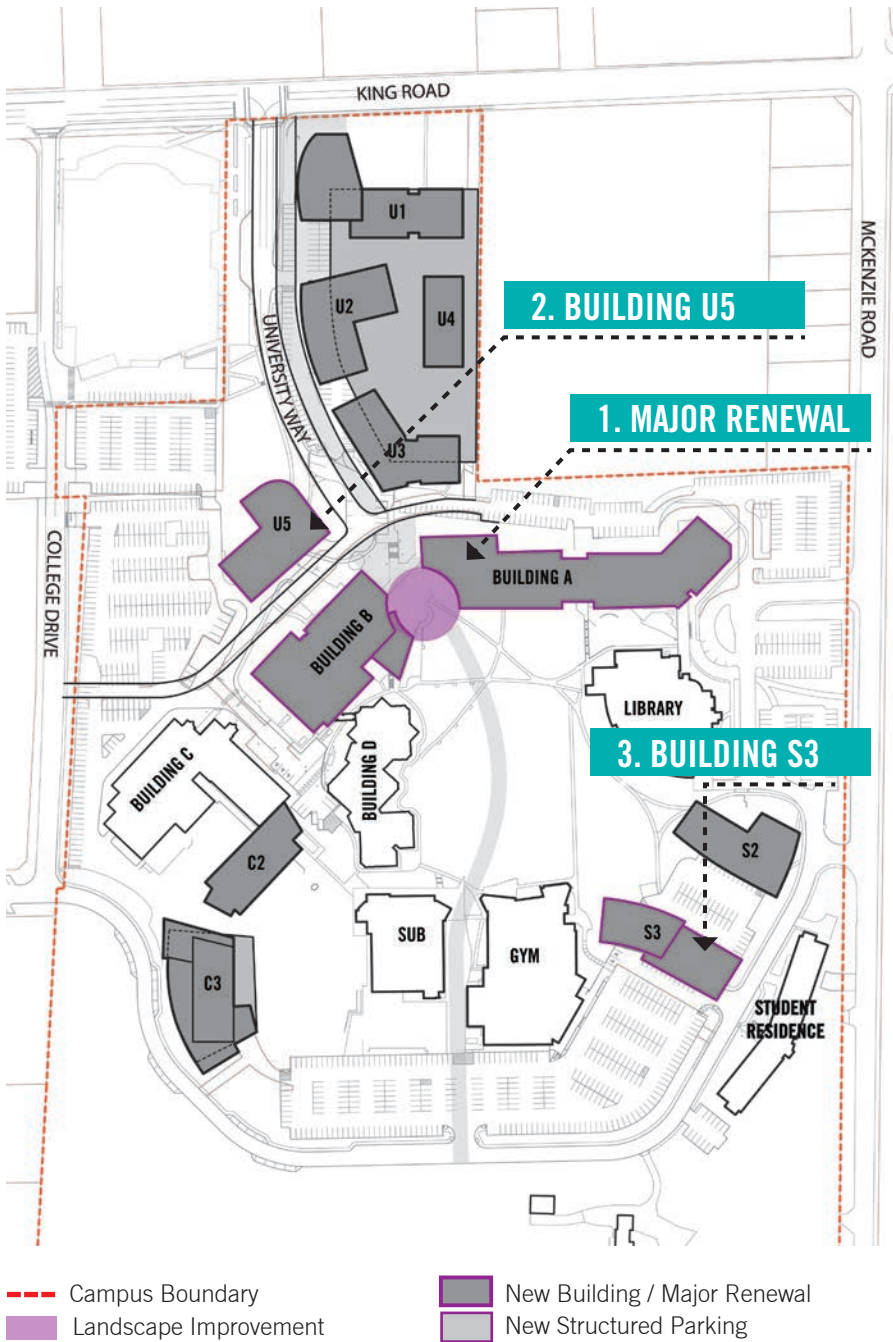 KING ROAD
U1
MCKENZIE ROAD
2. BUILDING U5
U2
U4
UNIVERSITY WAY
1. MAJOR RENEWAL
U3
U5
COLLEGE DRIVE
BUILDING A
BUILDING B
LIBRARY
BUILDING D
3. BUILDING S3
BUILDING C
C2
S2
SUB
S3
GYM
C3
STUDENT
RESIDENCE
Campus Boundary
New Building / Major Renewal
Landscape Improvement
New Structured Parking